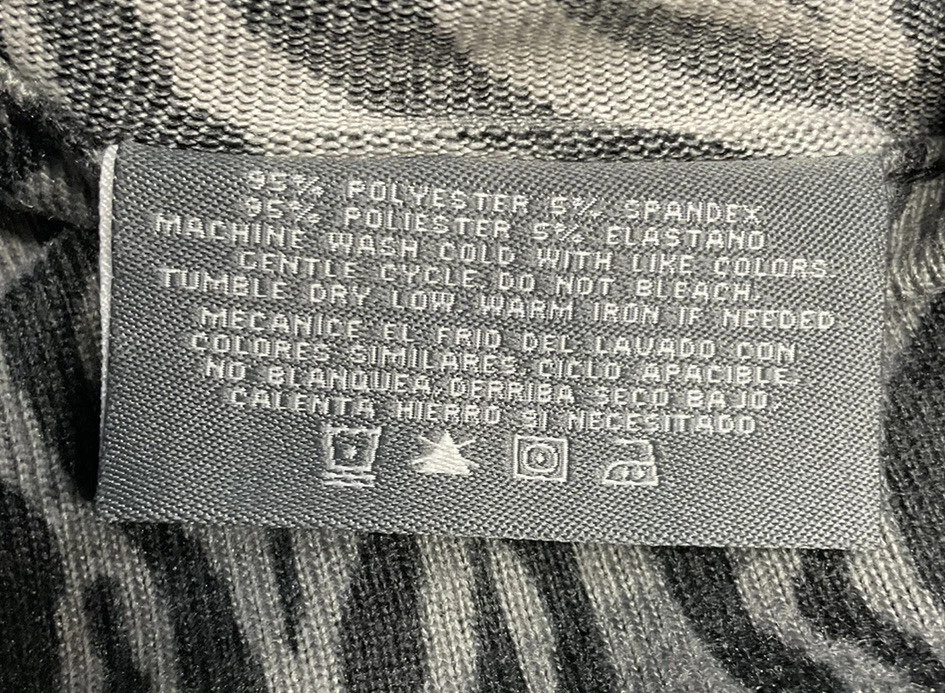 95% POLYESTER 5% SPANDEX
95% POLIESTER 5% ELASTANO
MACHINE WASH COLD WITH LIKE COLORS.
GENTLE CYCLE DO NOT BLEACH.
TUMBLE DRY LOW. WARM IRON IF NEEDED
MECANICE EL FRIO DEL LAVADO CON
COLORES SIMILARES CICLO APACIBLE.
NO BLANQUEA/DERRIBA SECO BAJO
CALENTA HIERRO SI NECESITADO